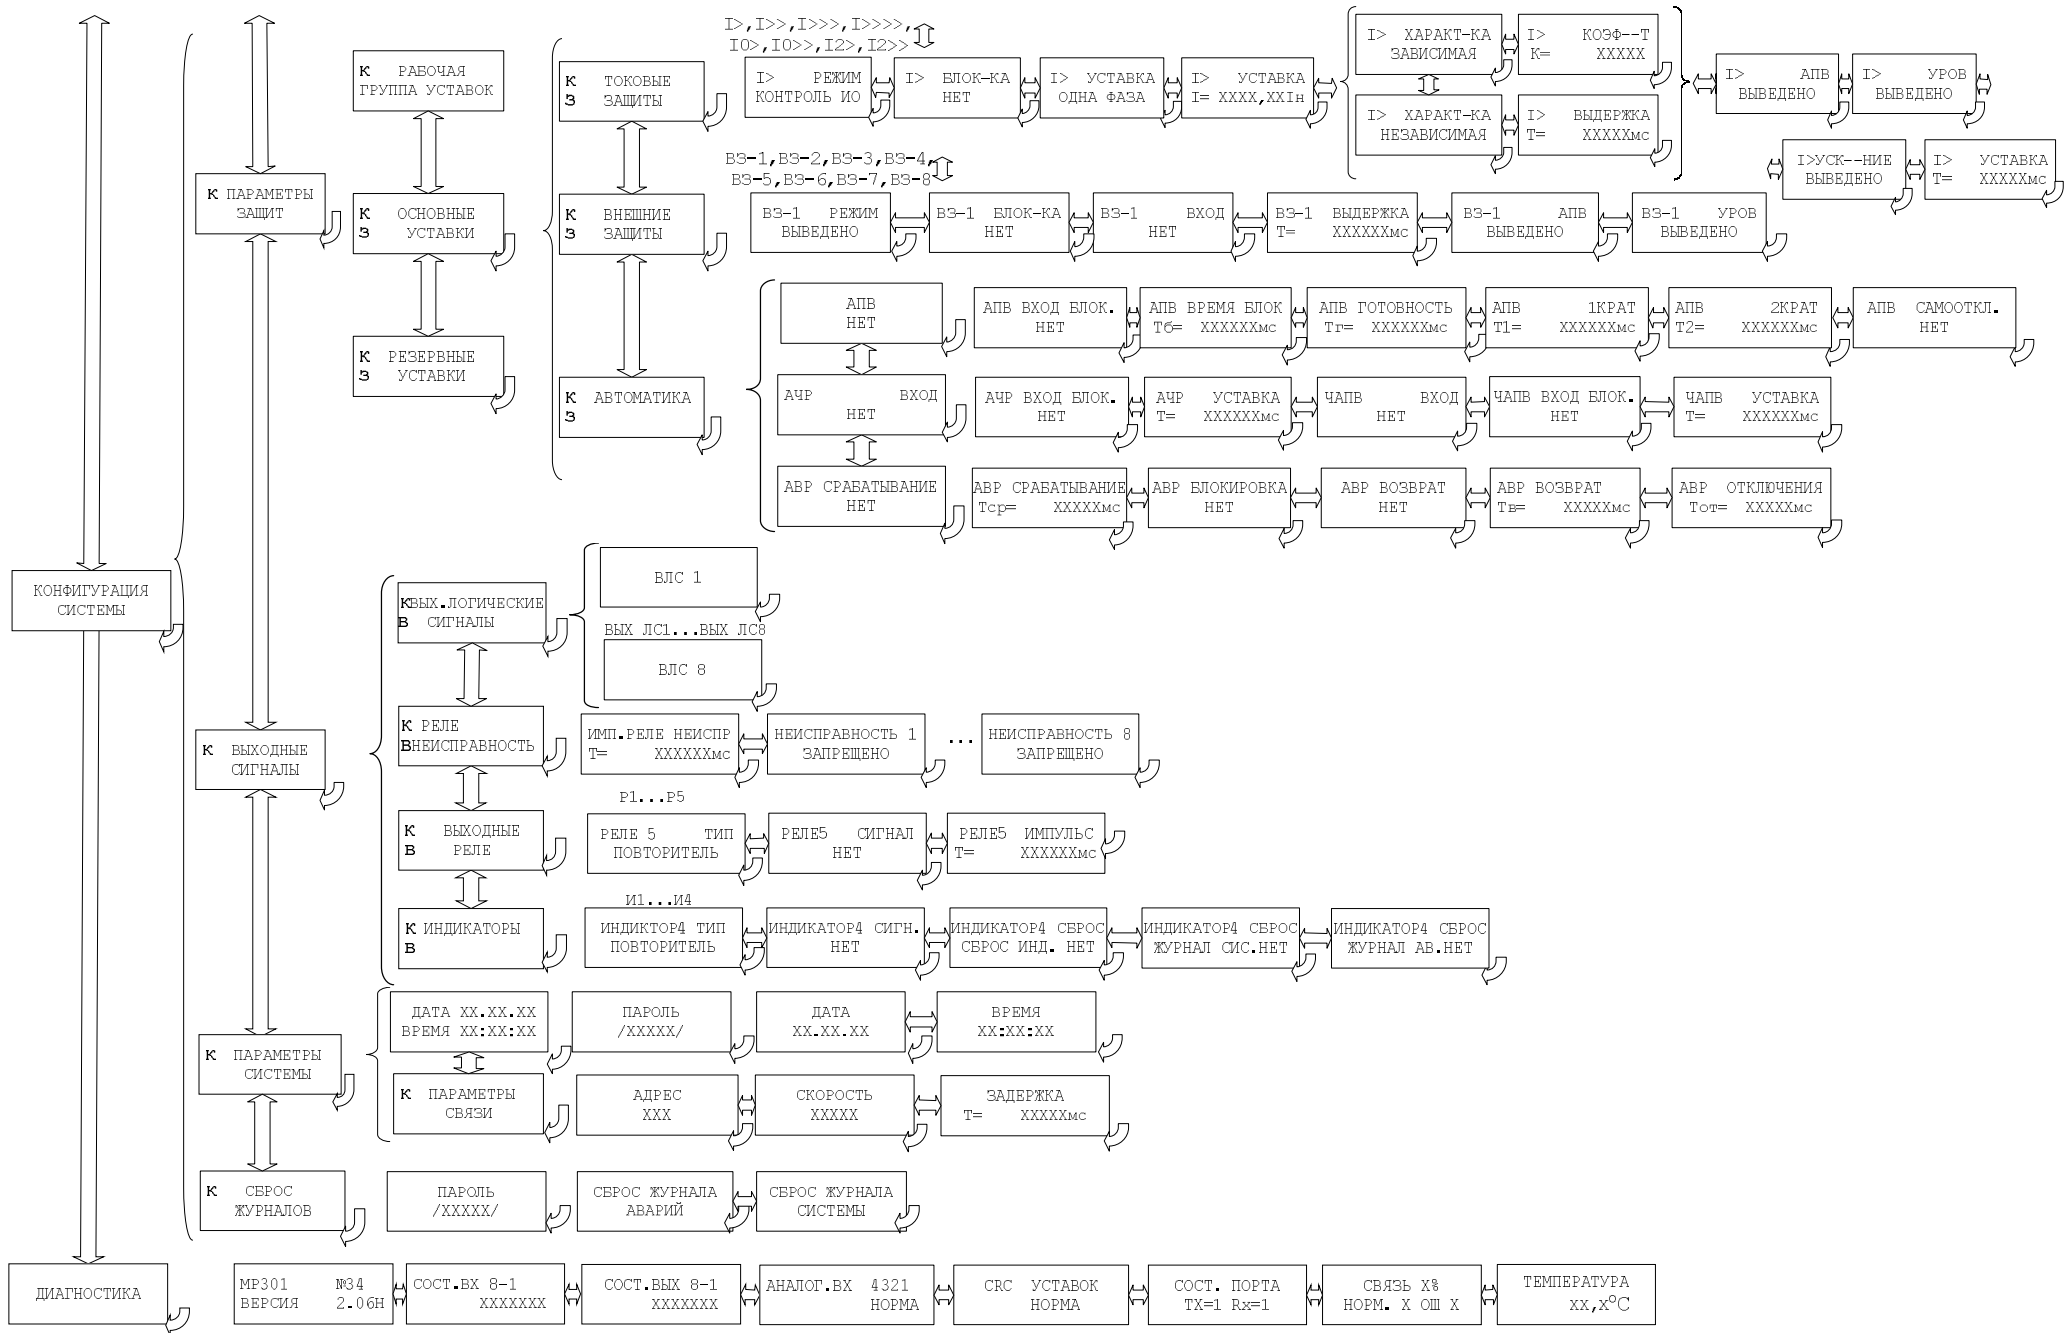 I>,I>>,I>>>,I>>>>,
I0>,I0>>,I2>,I2>>
К РАБОЧАЯ
ГРУППА УСТАВОК
К ТОКОВЫЕ
З ЗАЩИТЫ
I> РЕЖИМ
КОНТРОЛЬ ИО
I> БЛОК-КА
НЕТ
I> УСТАВКА
ОДНА ФАЗА
I> УСТАВКА
I= XXXX,XXIн
I> ХАРАКТ-КА
ЗАВИСИМАЯ
I> КОЭФ--Т
К= XXXXX
I> ХАРАКТ-КА
НЕЗАВИСИМАЯ
I> ВЫДЕРЖКА
Т= XXXXXмс
I> АПВ
ВЫВЕДЕНО
I> УРОВ
ВЫВЕДЕНО
I>УСК--НИЕ
ВЫВЕДЕНО
I> УСТАВКА
Т= XXXXXмс
К ПАРАМЕТРЫ
ЗАЩИТ
К ОСНОВНЫЕ
З УСТАВКИ
К ВНЕШНИЕ
З ЗАЩИТЫ
ВЗ-1,ВЗ-2,ВЗ-3,ВЗ-4,
ВЗ-5,ВЗ-6,ВЗ-7,ВЗ-8
ВЗ-1 РЕЖИМ
ВЫВЕДЕНО
ВЗ-1 БЛОК-КА
НЕТ
ВЗ-1 ВХОД
НЕТ
ВЗ-1 ВЫДЕРЖКА
Т= XXXXXXмс
ВЗ-1 АПВ
ВЫВЕДЕНО
ВЗ-1 УРОВ
ВЫВЕДЕНО
К РЕЗЕРВНЫЕ
З УСТАВКИ
К АВТОМАТИКА
З
АПВ
НЕТ
АПВ ВХОД БЛОК.
НЕТ
АПВ ВРЕМЯ БЛОК
Тб= XXXXXXмс
АПВ ГОТОВНОСТЬ
Тг= XXXXXXмс
АПВ 1КРАТ
Т1= XXXXXXмс
АПВ 2КРАТ
Т2= XXXXXXмс
АПВ САМООТКЛ.
НЕТ
АЧР ВХОД
НЕТ
АЧР ВХОД БЛОК.
НЕТ
АЧР УСТАВКА
Т= XXXXXXмс
ЧАПВ ВХОД
НЕТ
ЧАПВ ВХОД БЛОК.
НЕТ
ЧАПВ УСТАВКА
Т= XXXXXXмс
АВР СРАБАТЫВАНИЕ
НЕТ
АВР СРАБАТЫВАНИЕ
Тср= XXXXXмс
АВР БЛОКИРОВКА
НЕТ
АВР ВОЗВРАТ
НЕТ
АВР ВОЗВРАТ
Тв= XXXXXмс
АВР ОТКЛЮЧЕНИЯ
Тот= XXXXXмс
КОНФИГУРАЦИЯ
СИСТЕМЫ
К ВЫХОДНЫЕ
СИГНАЛЫ
КВЫХ.ЛОГИЧЕСКИЕ
В СИГНАЛЫ
ВЛС 1
ВЫХ ЛС1...ВЫХ ЛС8
ВЛС 8
К РЕЛЕ
ВНЕИСПРАВНОСТЬ
ИМП.РЕЛЕ НЕИСПР
Т= XXXXXXмс
НЕИСПРАВНОСТЬ 1
ЗАПРЕЩЕНО
...
НЕИСПРАВНОСТЬ 8
ЗАПРЕЩЕНО
Р1...Р5
К ВЫХОДНЫЕ
В РЕЛЕ
РЕЛЕ 5 ТИП
ПОВТОРИТЕЛЬ
РЕЛЕ5 СИГНАЛ
НЕТ
РЕЛЕ5 ИМПУЛЬС
Т= XXXXXXмс
И1...И4
К ИНДИКАТОРЫ
В
ИНДИКТОР4 ТИП
ПОВТОРИТЕЛЬ
ИНДИКАТОР4 СИГН.
НЕТ
ИНДИКАТОР4 СБРОС
СБРОС ИНД. НЕТ
ИНДИКАТОР4 СБРОС
ЖУРНАЛ СИС.НЕТ
ИНДИКАТОР4 СБРОС
ЖУРНАЛ АВ.НЕТ
К ПАРАМЕТРЫ
СИСТЕМЫ
ДАТА XX.XX.XX
ВРЕМЯ XX:XX:XX
ПАРОЛЬ
/XXXXX/
ДАТА
XX.XX.XX
ВРЕМЯ
XX:XX:XX
К ПАРАМЕТРЫ
СВЯЗИ
АДРЕС
XXX
СКОРОСТЬ
XXXXX
ЗАДЕРЖКА
Т= XXXXXмс
К СБРОС
ЖУРНАЛОВ
ПАРОЛЬ
/XXXXX/
СБРОС ЖУРНАЛА
АВАРИЙ
СБРОС ЖУРНАЛА
СИСТЕМЫ
ДИАГНОСТИКА
МР301 №34
ВЕРСИЯ 2.06Н
СОСТ.ВХ 8-1
XXXXXXX
СОСТ.ВЫХ 8-1
XXXXXXX
АНАЛОГ.ВХ 4321
НОРМА
CRC УСТАВОК
НОРМА
СОСТ. ПОРТА
TX=1 Rx=1
СВЯЗЬ X%
НОРМ. X ОШ X
ТЕМПЕРАТУРА
xx,x°C